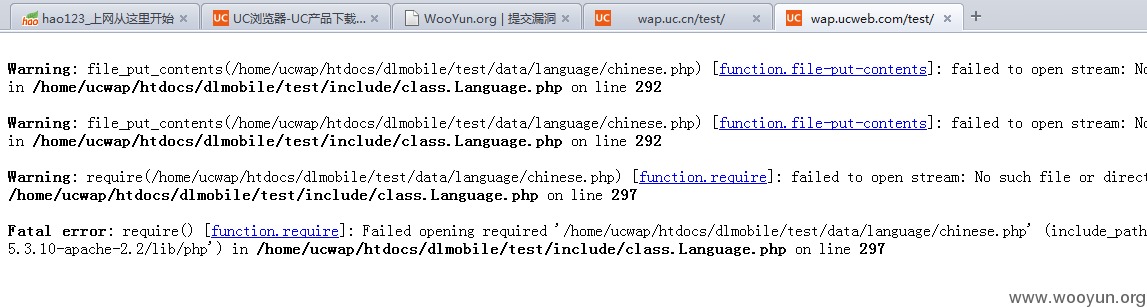 hao123_上网从这里开始
UC浏览器-UC产品下载...
WooYun.org | 提交漏洞
wap.uc.cn/test/
wap.ucweb.com/test/
Warning: file_put_contents(/home/ucwap/htdocs/dlmobile/test/data/language/chinese.php) [function.file-put-contents]: failed to open stream: No
in /home/ucwap/htdocs/dlmobile/test/include/class.Language.php on line 292
Warning: file_put_contents(/home/ucwap/htdocs/dlmobile/test/data/language/chinese.php) [function.file-put-contents]: failed to open stream: No
in /home/ucwap/htdocs/dlmobile/test/include/class.Language.php on line 292
Warning: require(/home/ucwap/htdocs/dlmobile/test/data/language/chinese.php) [function.require]: failed to open stream: No such file or direct
/home/ucwap/htdocs/dlmobile/test/include/class.Language.php on line 297
Fatal error: require() [function.require]: Failed opening required '/home/ucwap/htdocs/dlmobile/test/data/language/chinese.php' (include_path
5.3.10-apache-2.2/lib/php') in /home/ucwap/htdocs/dlmobile/test/include/class.Language.php on line 297
www.wooyun.org